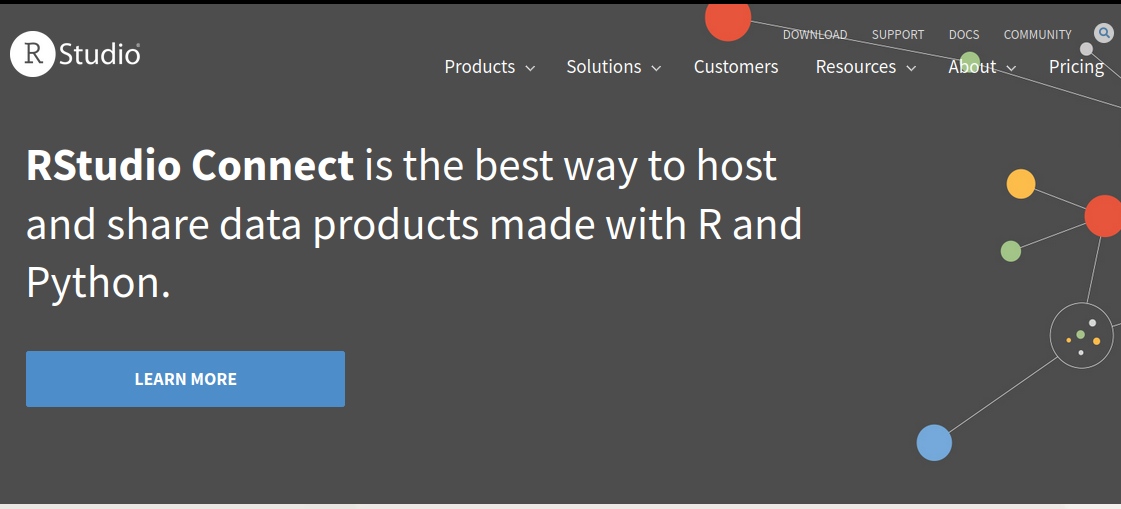 R Studio
DOWNLOAD SUPPORT DOCS COMMUNITY
Products Solutions Customers Resources About Pricing
RStudio Connect is the best way to host
and share data products made with R and
Python.
LEARN MORE